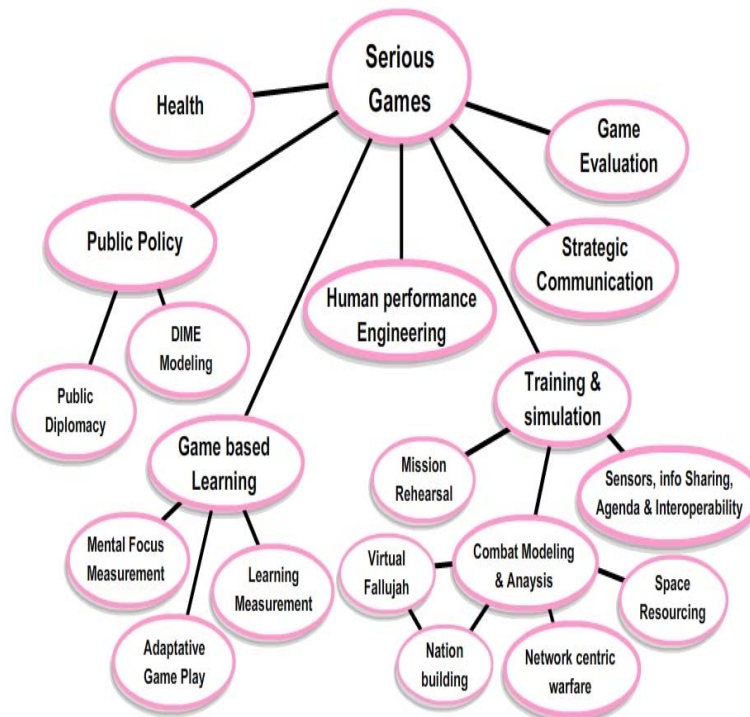 Serious
Games
Health
Game
Evaluation
Public Policy
Strategic
Communication
Human performance
Engineering
DIME
Modeling
Public
Diplomacy
Training &
simulation
Game based
Learning
Mission
Rehearsal
Sensors, info Sharing,
Agenda & Interoperability
Mental Focus
Measurement
Learning
Measurement
Virtual
Fallujah
Combat Modeling
& Anaysis
Space
Resourcing
Adaptative
Game Play
Nation
building
Network centric
warfare